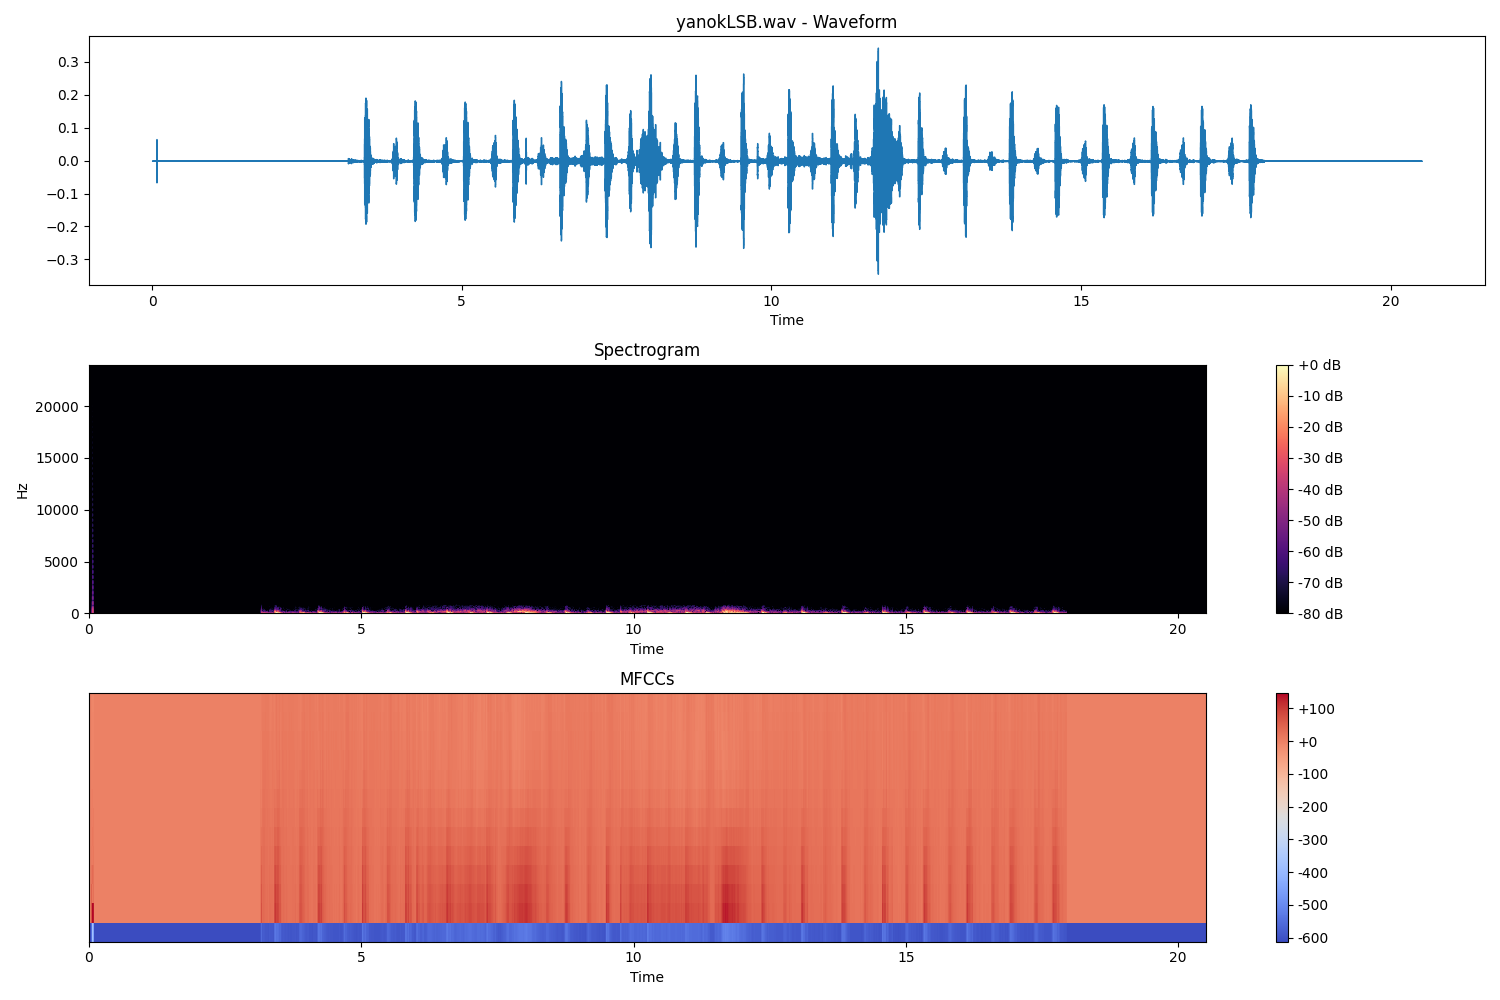 yanokLSB.wav - Waveform
0.3
0.2
0.1
0.0
−0.1
−0.2
−0.3
0 5 10 15 20
Time
Spectrogram
Hz
20000
15000
10000
5000
0
0 5 10 15 20
Time
+0 dB
-10 dB
-20 dB
-30 dB
-40 dB
-50 dB
-60 dB
-70 dB
-80 dB
MFCCs
0 5 10 15 20
Time
+100
+0
-100
-200
-300
-400
-500
-600